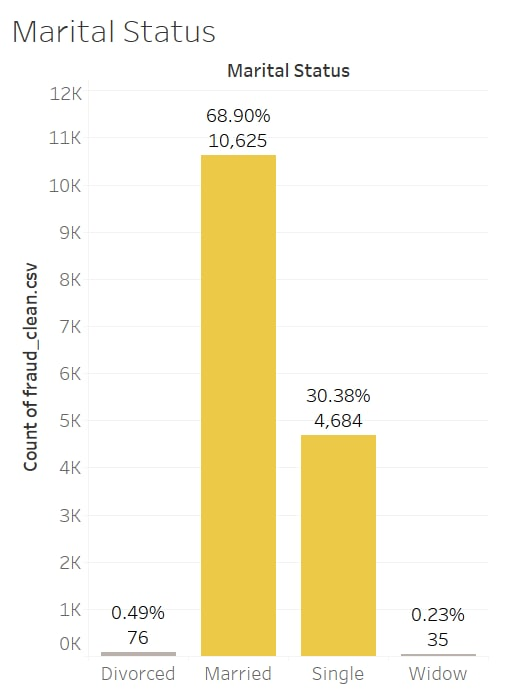 Marital Status
Marital Status
12K
11K
10K
9K
8K
7K
6K
5K
4K
3K
2K
1K
0K
Count of fraud_clean.csv
68.90%
10,625
30.38%
4,684
0.49%
76
0.23%
35
Divorced Married Single Widow